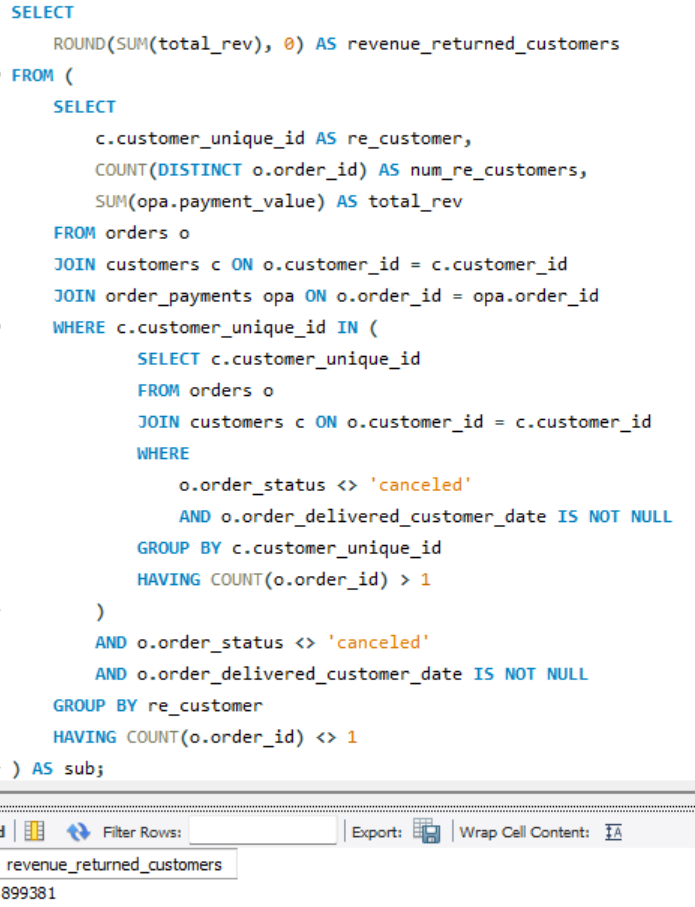 SELECT
ROUND(SUM(total_rev), 0) AS revenue_returned_customers
FROM (
SELECT
c.customer_unique_id AS re_customer,
COUNT(DISTINCT o.order_id) AS num_re_customers,
SUM(opa.payment_value) AS total_rev
FROM orders o
JOIN customers c ON o.customer_id = c.customer_id
JOIN order_payments opa ON o.order_id = opa.order_id
WHERE c.customer_unique_id IN (
SELECT c.customer_unique_id
FROM orders o
JOIN customers c ON o.customer_id = c.customer_id
WHERE
o.order_status <> 'canceled'
AND o.order_delivered_customer_date IS NOT NULL
GROUP BY c.customer_unique_id
HAVING COUNT(o.order_id) > 1
)
AND o.order_status <> 'canceled'
AND o.order_delivered_customer_date IS NOT NULL
GROUP BY re_customer
HAVING COUNT(o.order_id) <> 1
) AS sub;
Filter Rows: Export: Wrap Cell Content:
revenue_returned_customers
899381